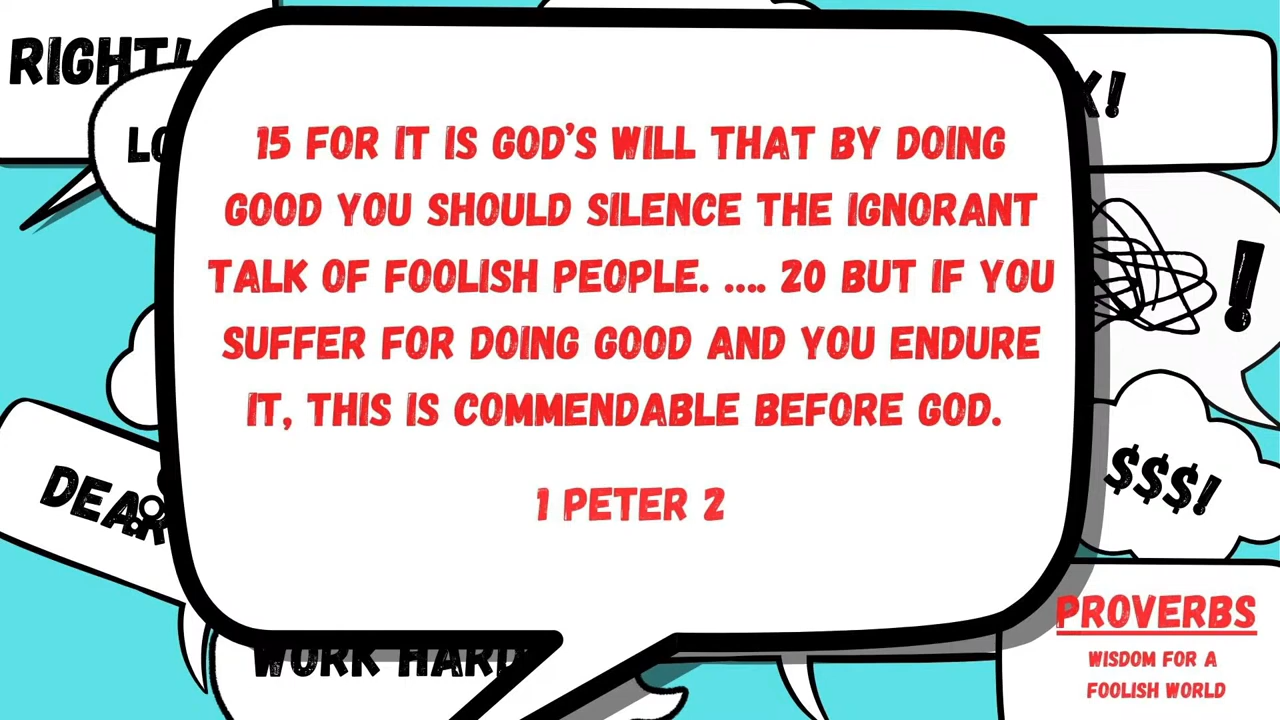 RIGHT!
15 FOR IT IS GOD'S WILL THAT BY DOING
GOOD YOU SHOULD SILENCE THE IGNORANT
TALK OF FOOLISH PEOPLE. .... 20 BUT IF YOU
SUFFER FOR DOING GOOD AND YOU ENDURE
IT, THIS IS COMMENDABLE BEFORE GOD.
1 PETER 2
!
$$$!
WORK HARD
PROVERBS
WISDOM FOR A
FOOLISH WORLD